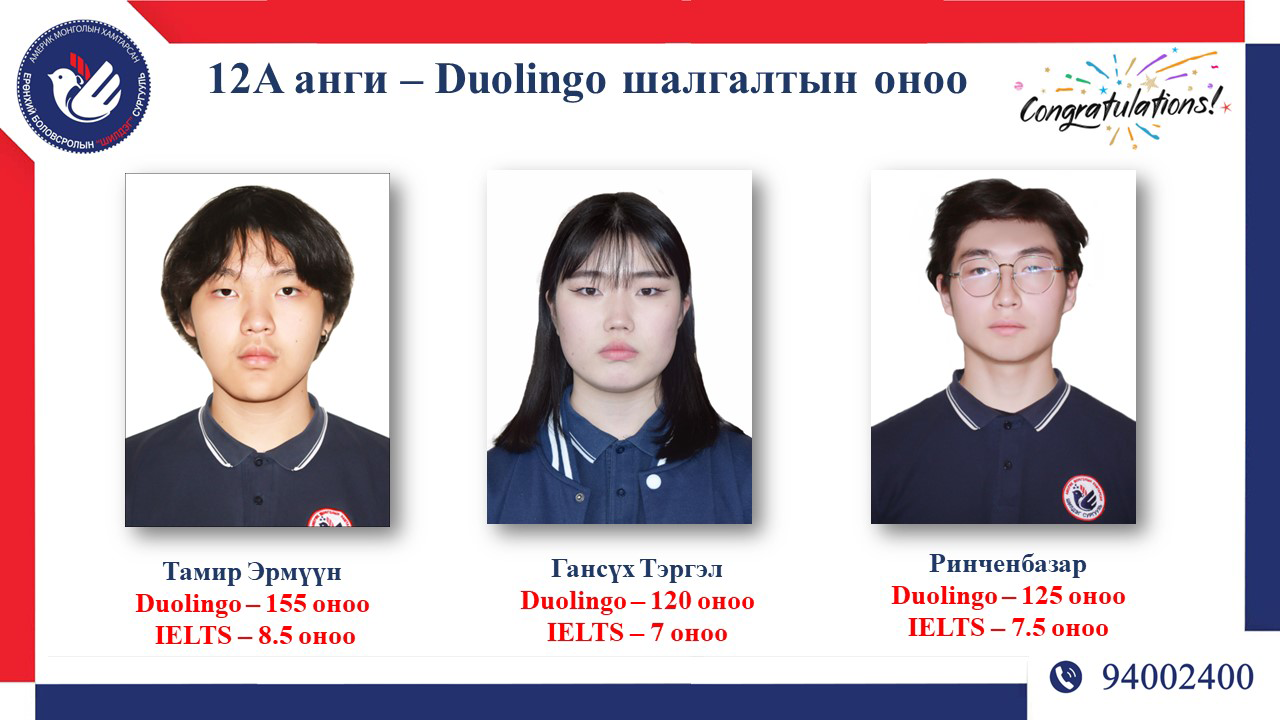 АМЕРИК МОНГОЛЫН ХАМТАРСАН
ЕРӨНХИЙ БОЛОВСРОЛЫН "ШИЛДЭГ" СУРГУУЛЬ
12А анги – Duolingo шалгалтын оноо
Congratulations!
Тамир Эрмүүн
Duolingo – 155 оноо
IELTS – 8.5 оноо
Гансүх Тэргэл
Duolingo – 120 оноо
IELTS – 7 оноо
Ринченбазар
Duolingo – 125 оноо
IELTS – 7.5 оноо
94002400